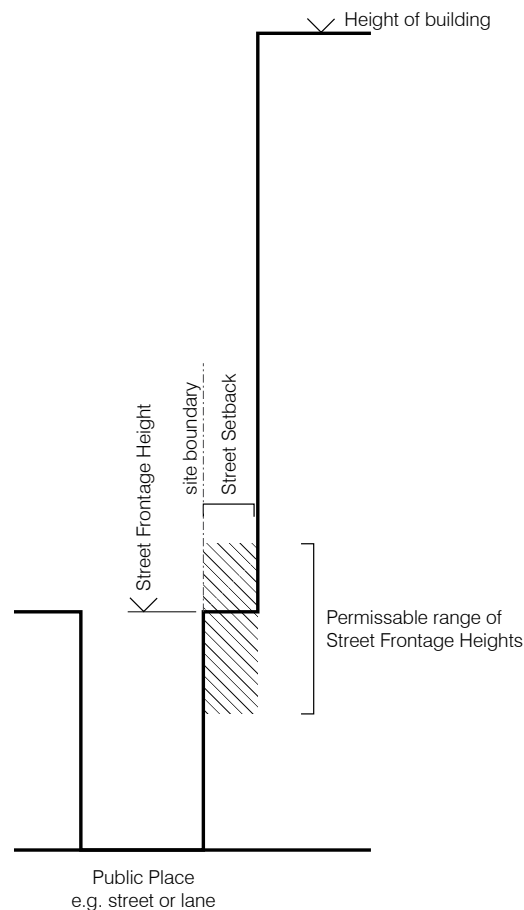 Height of building
Street Frontage Height
site boundary
Street Setback
Permissable range of
Street Frontage Heights
Public Place
e.g. street or lane